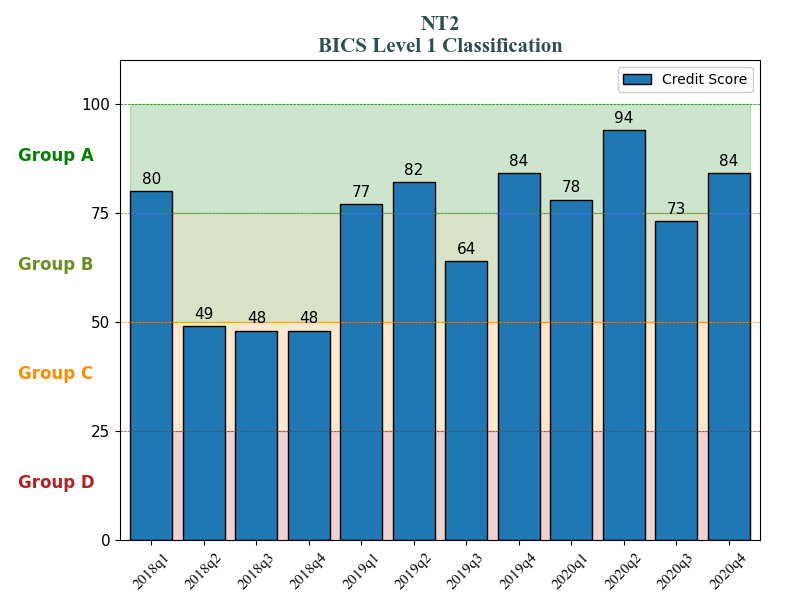 NT2
BICS Level 1 Classification
Credit Score
100
75
50
25
0
Group A
Group B
Group C
Group D
80
49
48
48
77
82
64
84
78
94
73
84
2018q1
2018q2
2018q3
2018q4
2019q1
2019q2
2019q3
2019q4
2020q1
2020q2
2020q3
2020q4